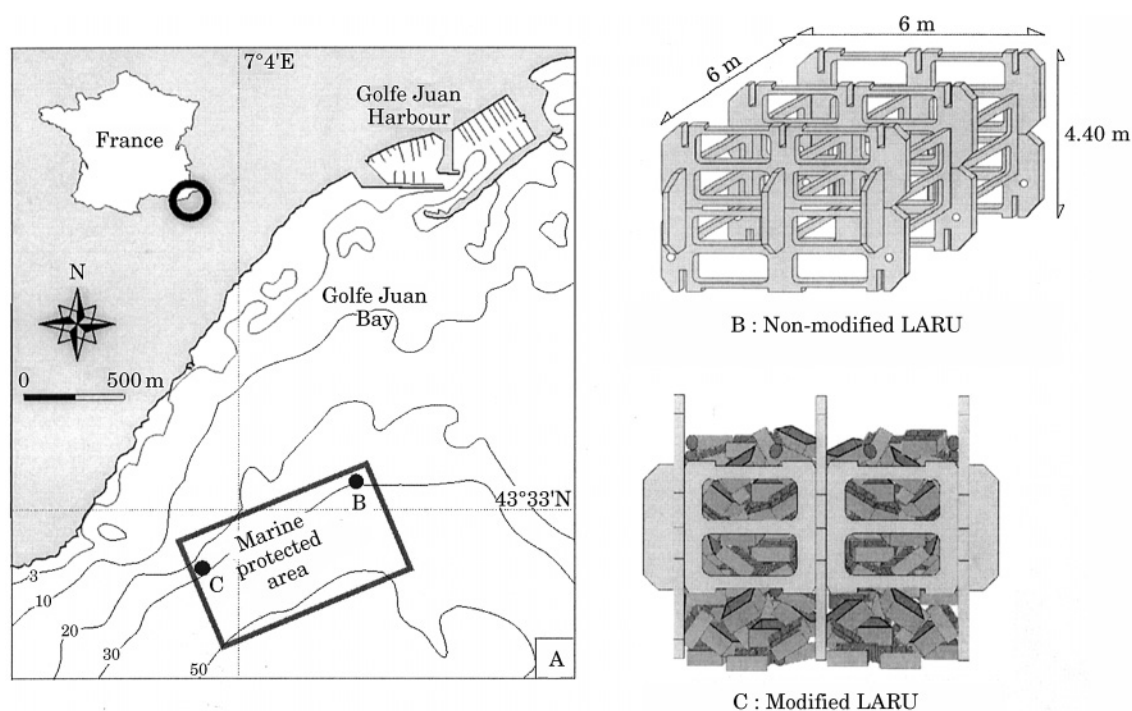 7°4'E
France
Golfe Juan
Harbour
N
Golfe Juan
Bay
0 500 m
43°33'N
B
Marine
protected
area
C
3
10
20
30
50
A
6 m
6 m
4.40 m
B : Non-modified LARU
C : Modified LARU